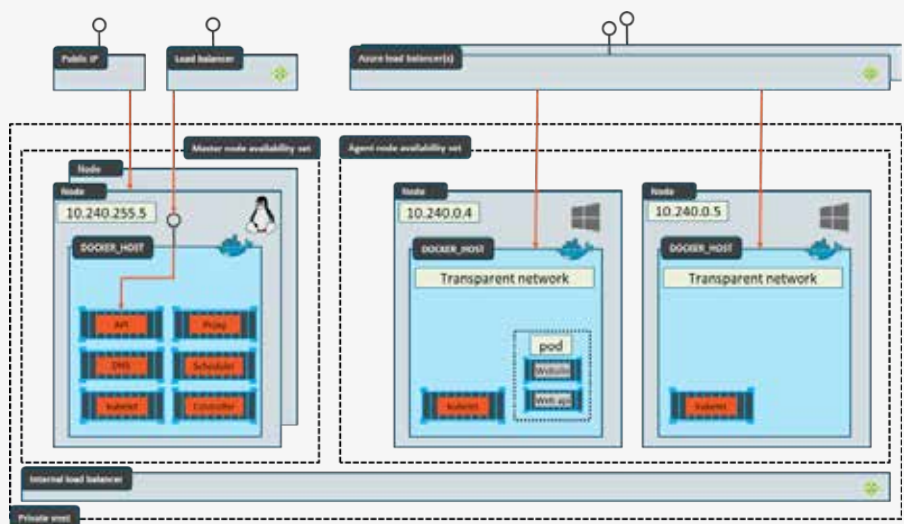 Public IP
Load balancer
Azure load balancer(s)
Master node availability set
Agent node availability set
Node
Node
10.240.255.5
DOCKER_HOST
API
Proxy
DNS
Scheduler
kubelet
Controller
Node
10.240.0.4
DOCKER_HOST
Transparent network
pod
Website
Web api
kubelet
Node
10.240.0.5
DOCKER_HOST
Transparent network
kubelet
Internal load balancer
Private vnet